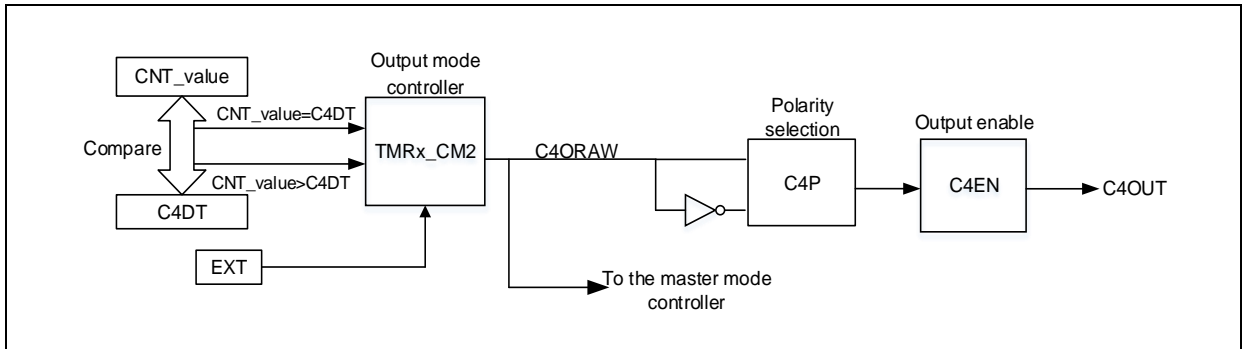 Output mode
controller
CNT_value
CNT_value=C4DT
Compare
TMRx_CM2
CNT_value>C4DT
C4DT
EXT
C4ORAW
To the master mode
controller
Polarity
selection
C4P
Output enable
C4EN
C4OUT